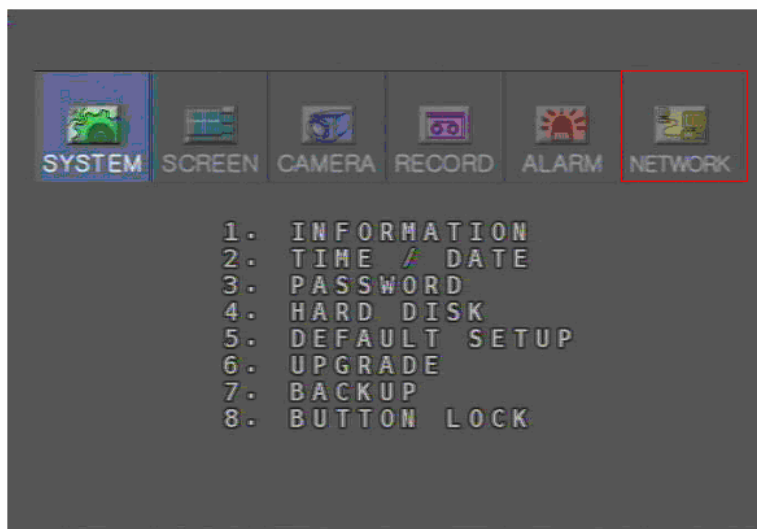 SYSTEM SCREEN CAMERA RECORD ALARM NETWORK
1. INFORMATION
2. TIME / DATE
3. PASSWORD
4. HARD DISK
5. DEFAULT SETUP
6. UPGRADE
7. BACKUP
8. BUTTON LOCK